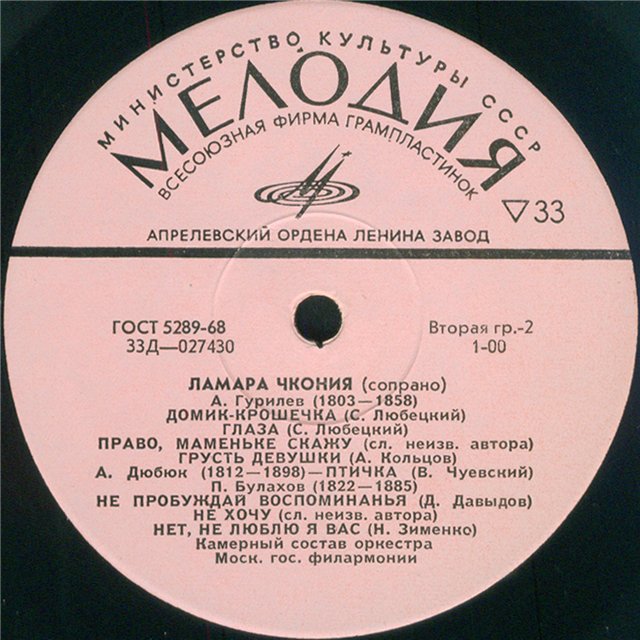 МИНИСТЕРСТВО КУЛЬТУРЫ СССР
МЕЛОДИЯ
ВСЕСОЮЗНАЯ ФИРМА ГРАМПЛАСТИНОК
▽33
АПРЕЛЕВСКИЙ ОРДЕНА ЛЕНИНА ЗАВОД
ГОСТ 5289-68
Вторая гр.-2
33Д—027430
1-00
ЛАМАРА ЧКОНИЯ (сопрано)
А. Гурилев (1803—1858)
ДОМИК-КРОШЕЧКА (С. Любецкий)
ГЛАЗА (С. Любецкий)
ПРАВО, МАМЕНЬКЕ СКАЖУ (сл. неизв. автора)
ГРУСТЬ ДЕВУШКИ (А. Кольцов)
А. Дюбюк (1812—1898)—ПТИЧКА (В. Чуевский)
П. Булахов (1822—1885)
НЕ ПРОБУЖДАЙ ВОСПОМИНАНЬЯ (Д. Давыдов)
НЕ ХОЧУ (сл. неизв. автора)
НЕТ, НЕ ЛЮБЛЮ Я ВАС (Н. Зименко)
Камерный состав оркестра
Моск. гос. филармонии